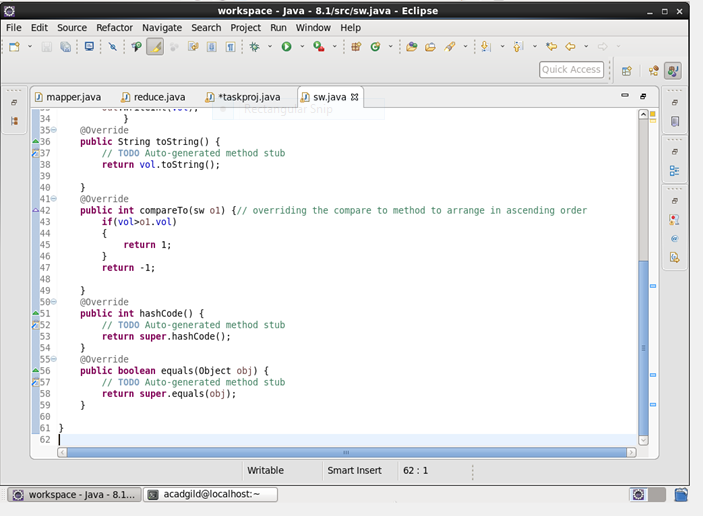 workspace - Java - 8.1/src/sw.java - Eclipse
File Edit Source Refactor Navigate Search Project Run Window Help
Quick Access
mapper.java reduce.java *taskproj.java sw.java
Rectangular Snip
34 }
35 @Override
36 public String toString() {
37 // TODO Auto-generated method stub
38 return vol.toString();
39
40 }
41 @Override
42 public int compareTo(sw o1) {// overriding the compare to method to arrange in ascending order
43 if(vol>o1.vol)
44 {
45 return 1;
46 }
47 return -1;
48
49 }
50 @Override
51 public int hashCode() {
52 // TODO Auto-generated method stub
53 return super.hashCode();
54 }
55 @Override
56 public boolean equals(Object obj) {
57 // TODO Auto-generated method stub
58 return super.equals(obj);
59 }
60
61 }
62
Writable Smart Insert 62 : 1
workspace - Java - 8.1... acadgild@localhost:~